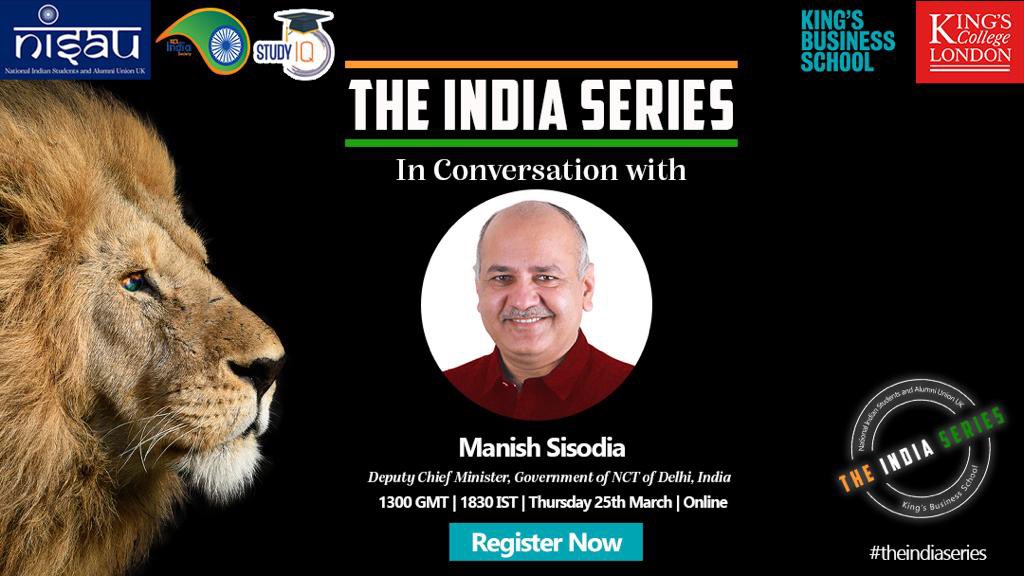 nisau
National Indian Students and Alumni Union UK
India
Society
STUDY IQ
KING'S
BUSINESS
SCHOOL
KING'S
College
LONDON
THE INDIA SERIES
In Conversation with
Manish Sisodia
Deputy Chief Minister, Government of NCT of Delhi, India
1300 GMT | 1830 IST | Thursday 25th March | Online
Register Now
National Indian Students and Alumni Union UK
THE INDIA SERIES
King's Business School
#theindiaseries